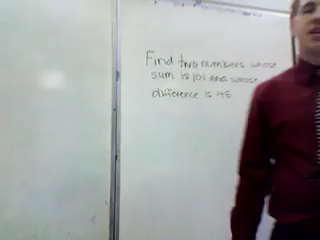 Find two numbers whose
sum is 101 and whose
difference is 45